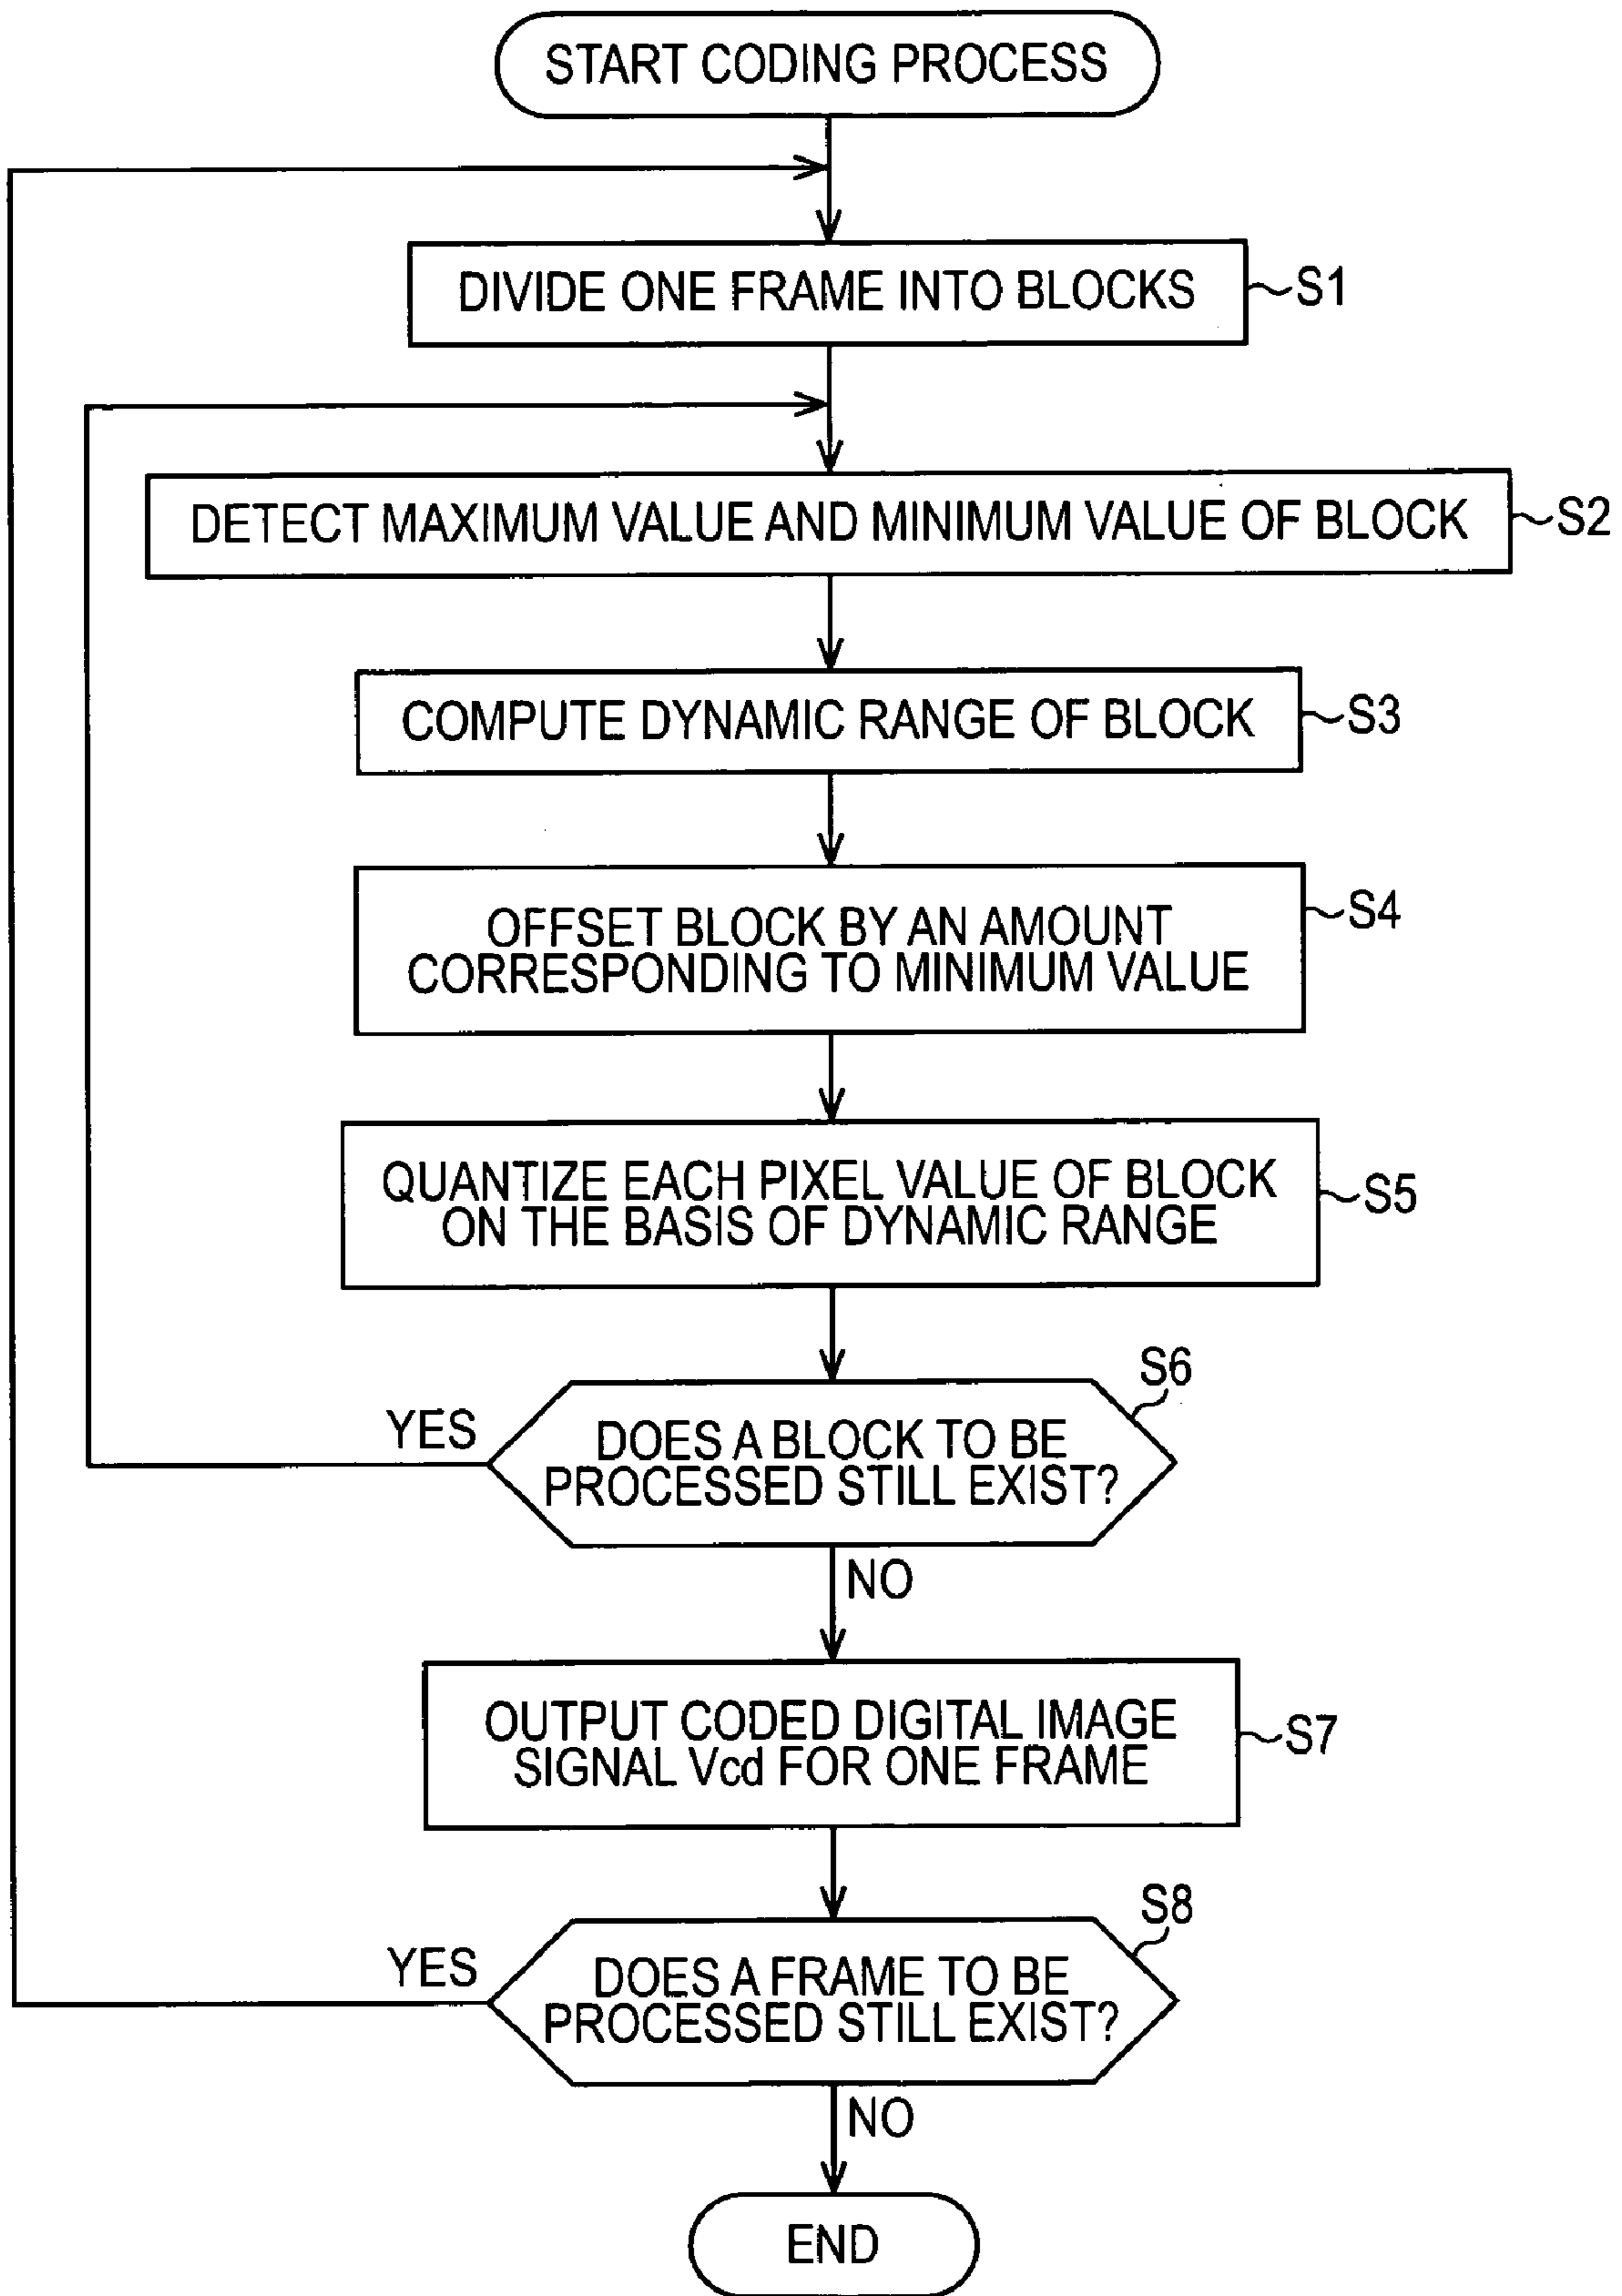 START CODING PROCESS
DIVIDE ONE FRAME INTO BLOCKS
S1
DETECT MAXIMUM VALUE AND MINIMUM VALUE OF BLOCK
S2
COMPUTE DYNAMIC RANGE OF BLOCK
S3
OFFSET BLOCK BY AN AMOUNT
CORRESPONDING TO MINIMUM VALUE
S4
QUANTIZE EACH PIXEL VALUE OF BLOCK
ON THE BASIS OF DYNAMIC RANGE
S5
S6
YES
DOES A BLOCK TO BE
PROCESSED STILL EXIST?
NO
OUTPUT CODED DIGITAL IMAGE
SIGNAL Vcd FOR ONE FRAME
S7
S8
YES
DOES A FRAME TO BE
PROCESSED STILL EXIST?
NO
END